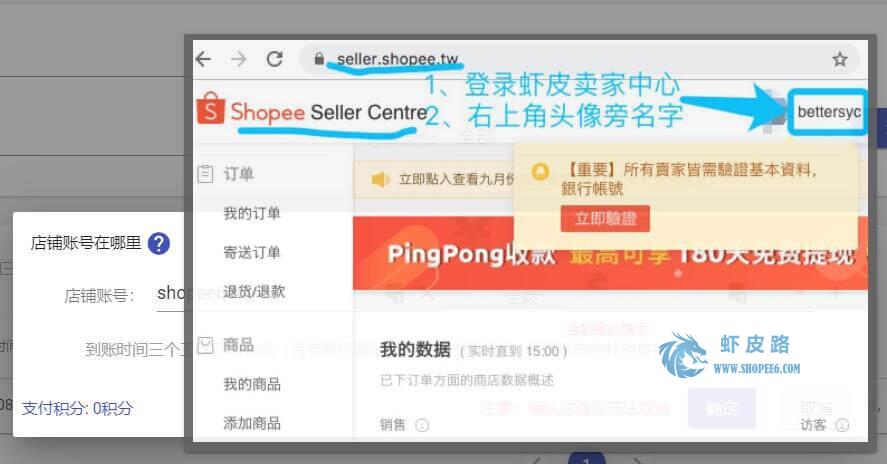 seller.shopee.tw
1、登录虾皮卖家中心
2、右上角头像旁名字
Shopee Seller Centre
bettersyc
全部
【重要】所有賣家皆需驗證基本資料,
銀行帳號
立即驗證
立即點入查看九月份
订单
我的订单
寄送订单
退货/退款
商品
我的商品
添加商品
PingPong收款 最高可享 180天免费提现
店铺账号在哪里 ?
店铺账号:
shopee6
到账时间三个工
支付积分: 0积分
全部
我的数据 ( 实时直到 15:00 )
已下订单方面的商店数据概述
销售
访客
虾皮路
WWW.SHOPEE6.COM
确定
取消
1